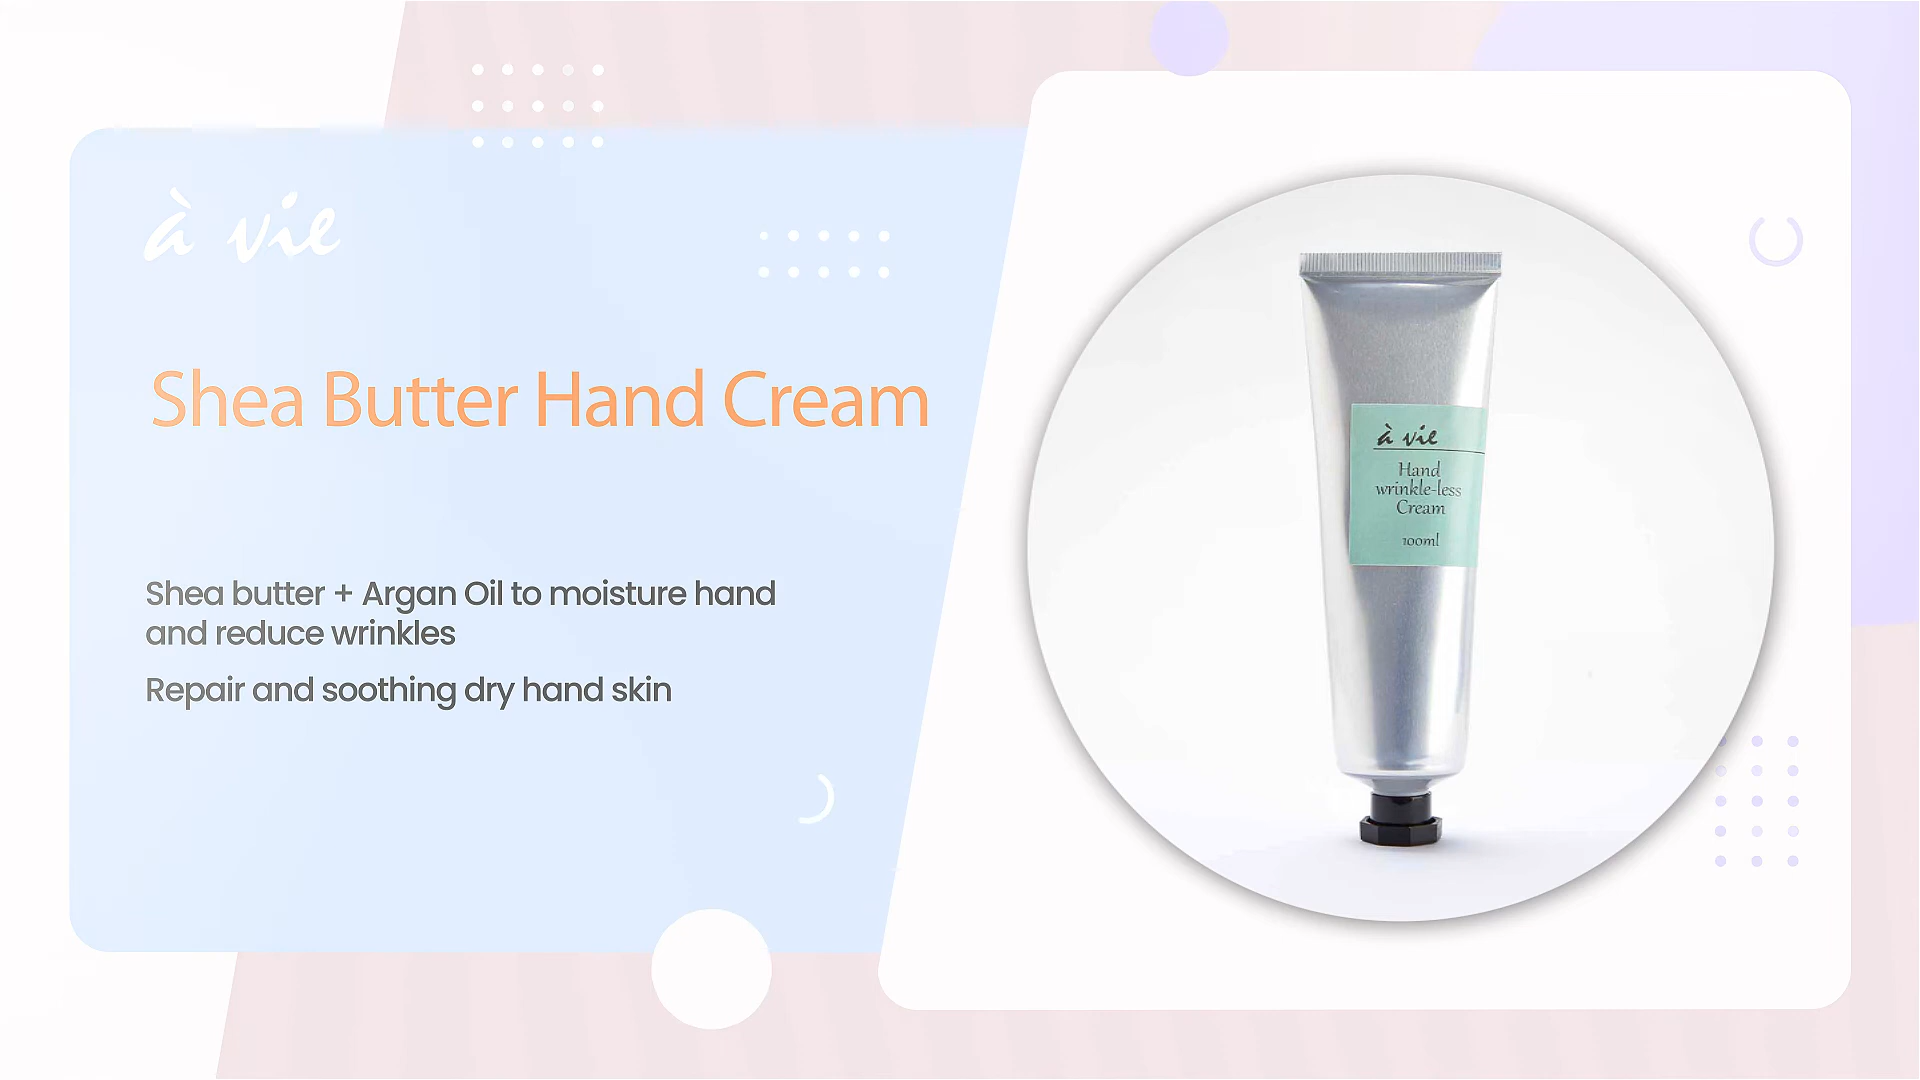 à vie
Shea Butter Hand Cream
Shea butter + Argan Oil to moisture hand
and reduce wrinkles
Repair and soothing dry hand skin
à vie
Hand
wrinkle-less
Cream
100ml